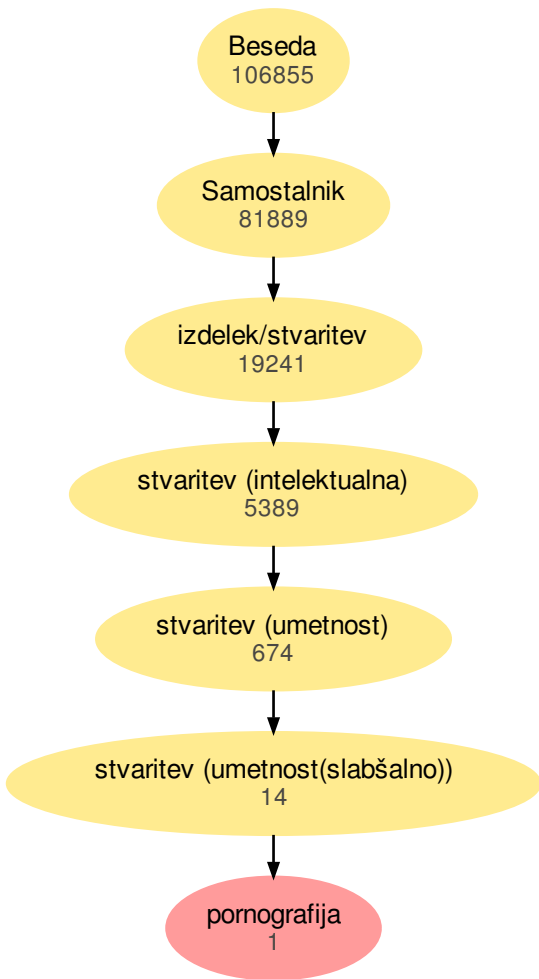 Beseda
106855
Samostalnik
81889
izdelek/stvaritev
19241
stvaritev (intelektualna)
5389
stvaritev (umetnost)
674
stvaritev (umetnost(slabšalno))
14
pornografija
1